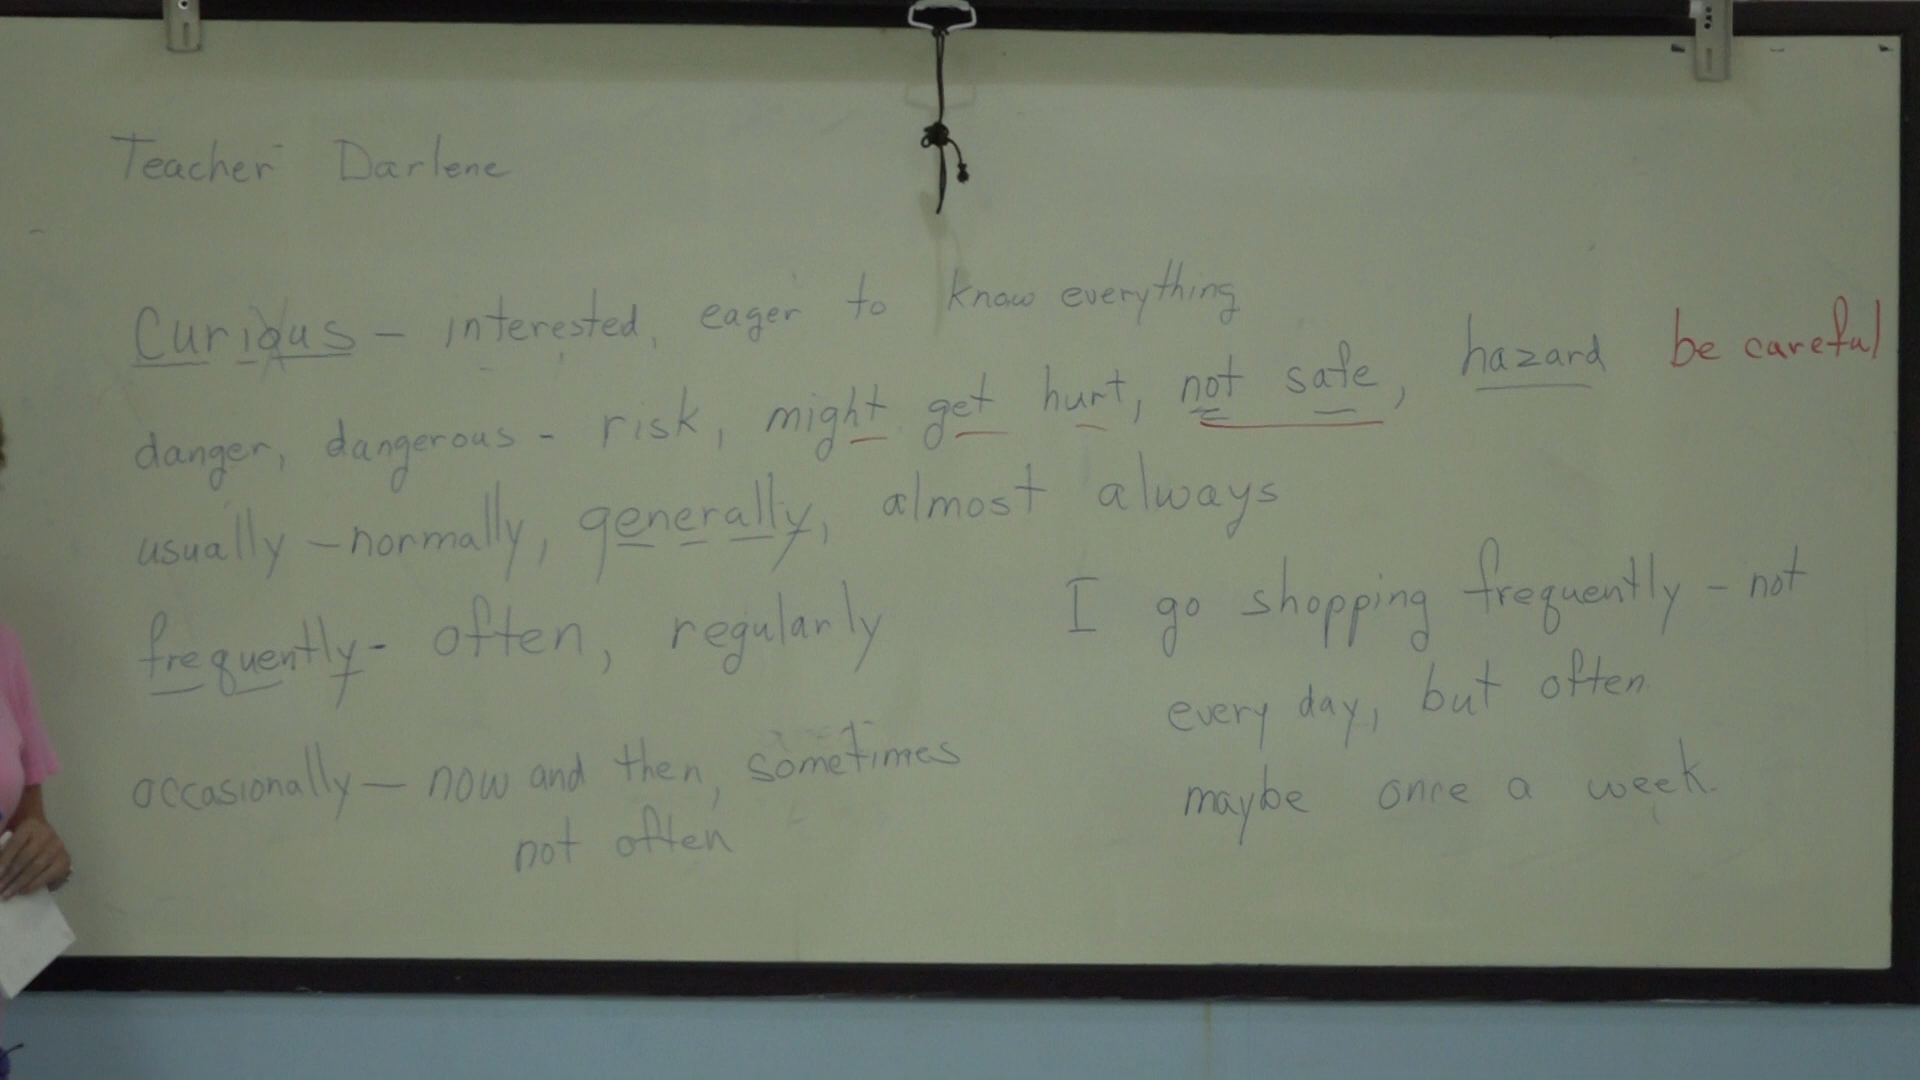 Teacher Darlene
Curious - interested, eager to know everything
danger, dangerous - risk, might get hurt, not safe, hazard be careful
usually - normally, generally, almost always
frequently - often, regularly
I go shopping frequently - not
every day, but often
maybe once a week.
occasionally - now and then, sometimes
not often